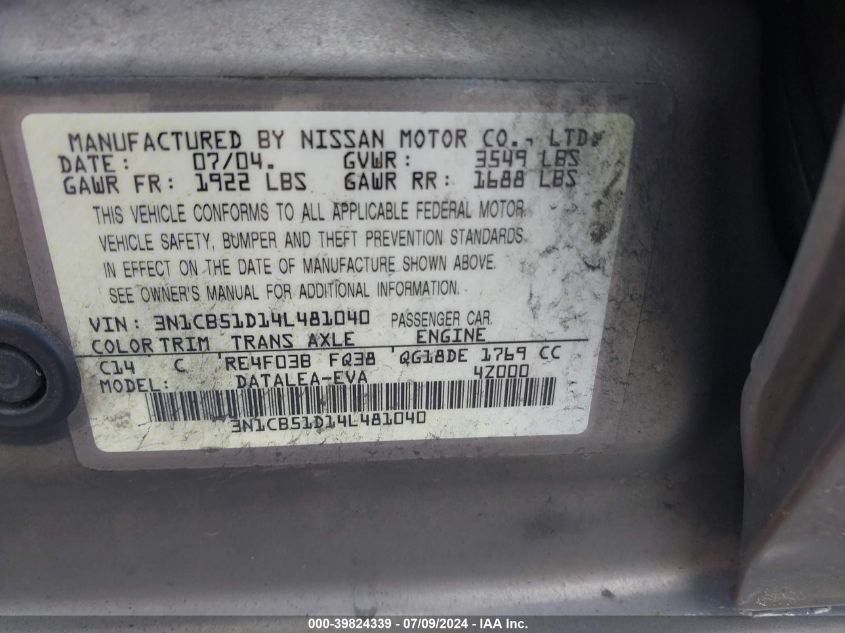 MANUFACTURED BY NISSAN MOTOR CO., LTD.
DATE: 07/04. GVWR: 3549 LBS
GAWR FR: 1922 LBS GAWR RR: 1688 LBS
THIS VEHICLE CONFORMS TO ALL APPLICABLE FEDERAL MOTOR
VEHICLE SAFETY, BUMPER AND THEFT PREVENTION STANDARDS
IN EFFECT ON THE DATE OF MANUFACTURE SHOWN ABOVE.
SEE OWNER'S MANUAL FOR ADDITIONAL INFORMATION.
VIN: 3N1CB51D14L481040 PASSENGER CAR
COLOR TRIM TRANS AXLE ENGINE
C14 C RE4F03B FQ38 QG18DE 1769 CC
MODEL: DATALEA-EVA 4Z000
3N1CB51D14L481040
000-39824339 - 07/09/2024 - IAA Inc.